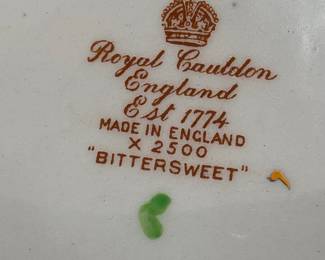 Royal Cauldon
England
Est 1774
MADE IN ENGLAND
X 2500
"BITTERSWEET"